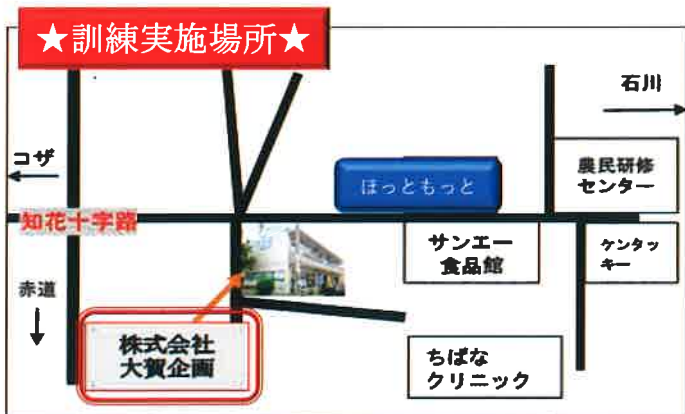 ★訓練実施場所★
石川
コザ
農民研修
センター
ほっともっと
知花十字路
サンエー
食品館
ケンタッ
キー
赤道
株式会社
大賀企画
ちばな
クリニック